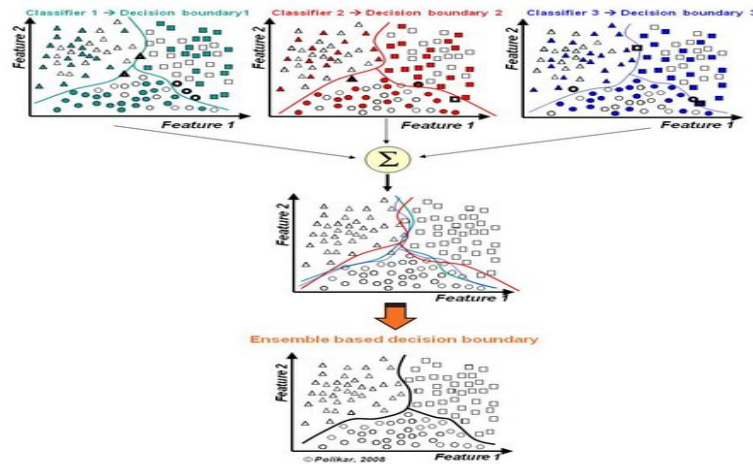 Classifier 1 → Decision boundary1
Classifier 2 → Decision boundary 2
Classifier 3 → Decision boundary 3
Feature 2
Feature 1
Feature 2
Feature 1
Feature 2
Feature 1
Σ
Feature 2
Feature 1
Ensemble based decision boundary
Feature 2
Feature 1
© Polikar, 2008